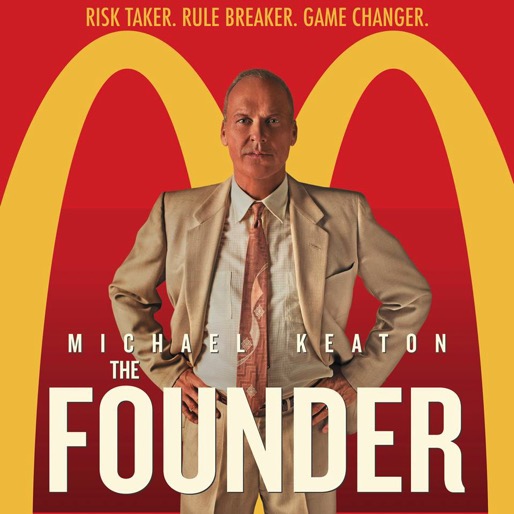 RISK TAKER. RULE BREAKER. GAME CHANGER.
MICHAEL KEATON
THE
FOUNDER